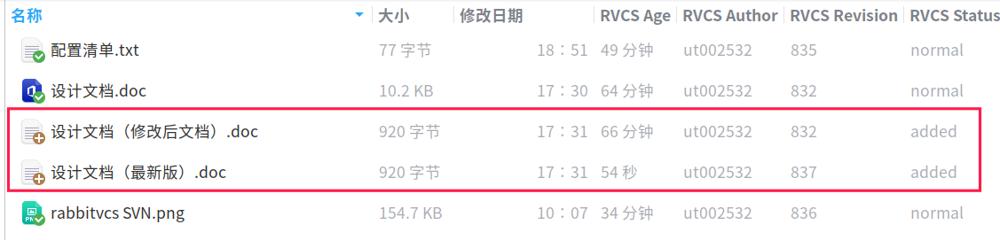 名称 大小 修改日期 RVCS Age RVCS Author RVCS Revision RVCS Status
配置清单.txt 77 字节 18：51 49 分钟 ut002532 835 normal
设计文档.doc 10.2 KB 17：30 64 分钟 ut002532 832 normal
设计文档（修改后文档）.doc 920 字节 17：31 66 分钟 ut002532 832 added
设计文档（最新版）.doc 920 字节 17：31 54 秒 ut002532 837 added
rabbitvcs SVN.png 154.7 KB 10：07 34 分钟 ut002532 836 normal